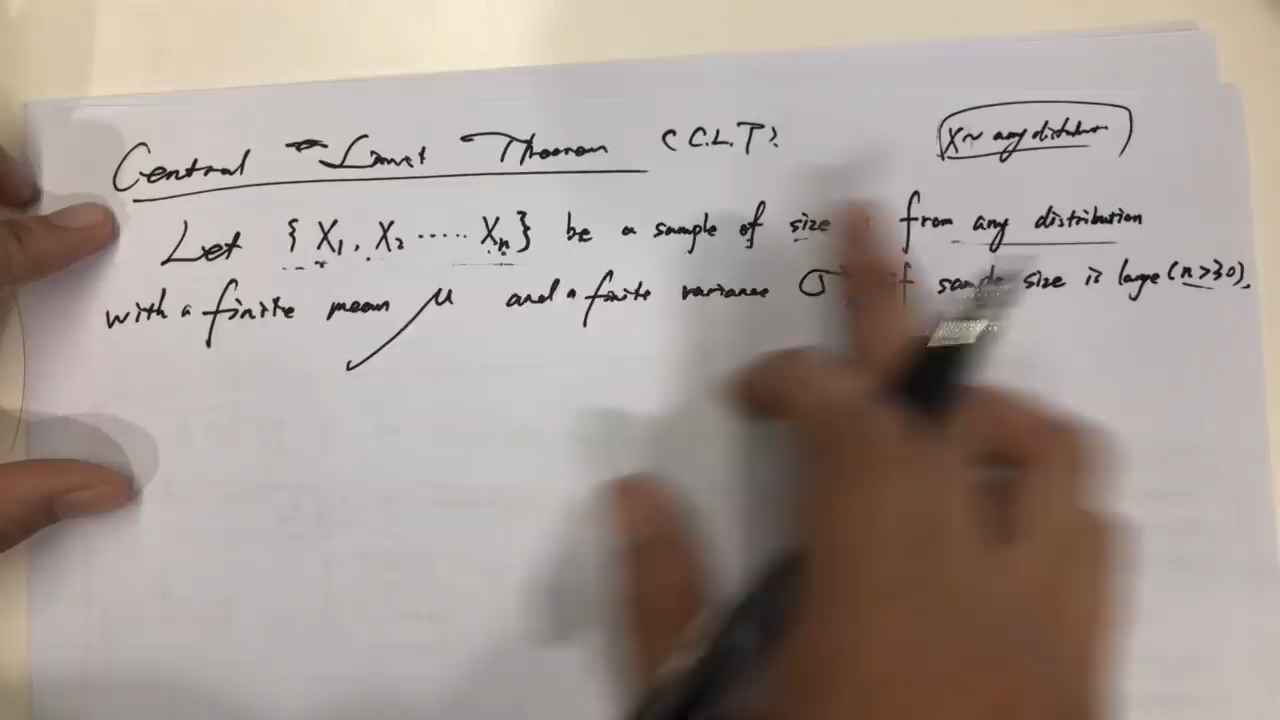 Central Limit Theorem (C.L.T)
X ~ any distribution
Let {X₁, X₂ ..... Xₙ} be a sample of size from any distribution
with a finite mean μ and a finite variance σ if sample size is large (n>30).